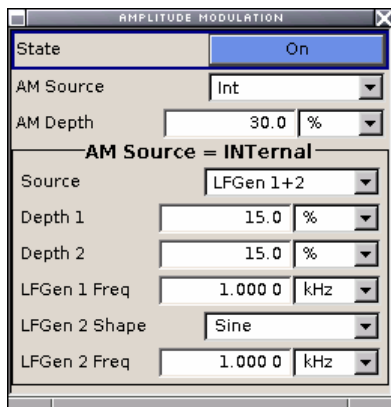 AMPLITUDE MODULATION
State On
AM Source Int
AM Depth 30.0 %
AM Source = INTernal
Source LFGen 1+2
Depth 1 15.0 %
Depth 2 15.0 %
LFGen 1 Freq 1.000 0 kHz
LFGen 2 Shape Sine
LFGen 2 Freq 1.000 0 kHz